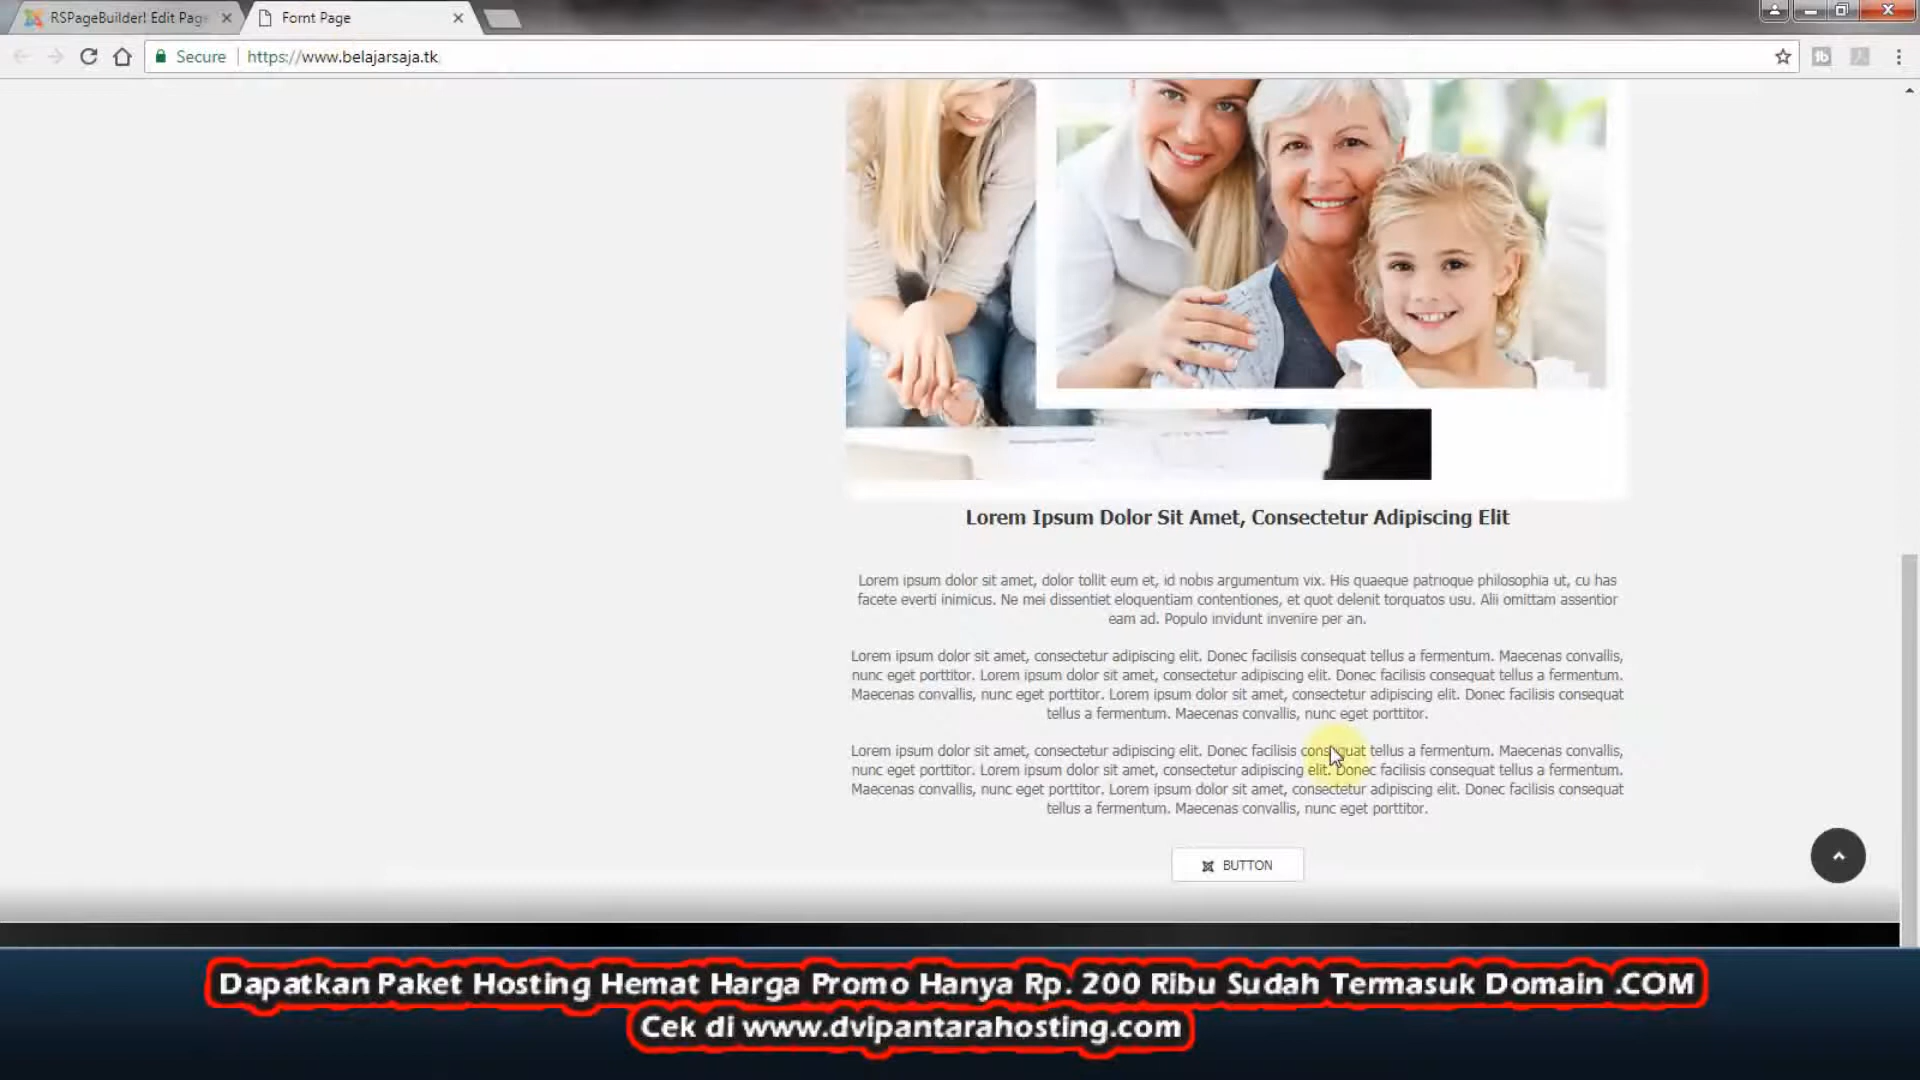 RSPageBuilder! Edit Page
Fornt Page
Secure
https://www.belajarsaja.tk
Lorem Ipsum Dolor Sit Amet, Consectetur Adipiscing Elit
Lorem ipsum dolor sit amet, dolor tollit eum et, id nobis argumentum vix. His quaeque patrioque philosophia ut, cu has
facete everti inimicus. Ne mei dissentiet eloquentiam contentiones, et quot delenit torquatos usu. Alii omittam assentior
eam ad. Populo invidunt invenire per an.
Lorem ipsum dolor sit amet, consectetur adipiscing elit. Donec facilisis consequat tellus a fermentum. Maecenas convallis,
nunc eget porttitor. Lorem ipsum dolor sit amet, consectetur adipiscing elit. Donec facilisis consequat tellus a fermentum.
Maecenas convallis, nunc eget porttitor. Lorem ipsum dolor sit amet, consectetur adipiscing elit. Donec facilisis consequat
tellus a fermentum. Maecenas convallis, nunc eget porttitor.
Lorem ipsum dolor sit amet, consectetur adipiscing elit. Donec facilisis consequat tellus a fermentum. Maecenas convallis,
nunc eget porttitor. Lorem ipsum dolor sit amet, consectetur adipiscing elit. Donec facilisis consequat tellus a fermentum.
Maecenas convallis, nunc eget porttitor. Lorem ipsum dolor sit amet, consectetur adipiscing elit. Donec facilisis consequat
tellus a fermentum. Maecenas convallis, nunc eget porttitor.
BUTTON
Dapatkan Paket Hosting Hemat Harga Promo Hanya Rp. 200 Ribu Sudah Termasuk Domain .COM
Cek di www.dvipantarahosting.com